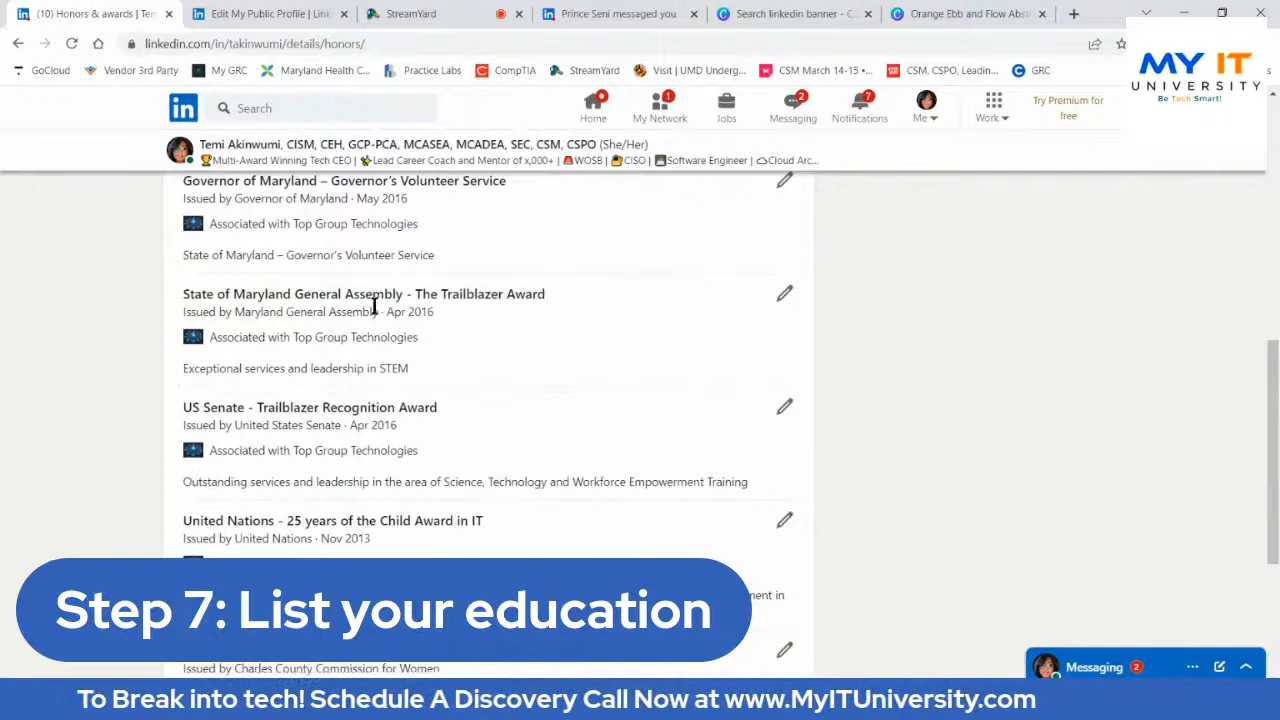 (10) Honors & awards | Ten
Edit My Public Profile | Link
StreamYard
Prince Seni messaged you
Search linkedin banner - C
Orange Ebb and Flow Abst
linkedin.com/in/takinwumi/details/honors/
GoCloud
Vendor 3rd Party
My GRC
Maryland Health C...
Practice Labs
CompTIA
StreamYard
Visit | UMD Underg...
CSM March 14-15 •...
CSM, CSPO, Leadin...
GRC
MY IT
UNIVERSITY
Be Tech Smart!
Search
Home
1
My Network
Jobs
2
Messaging
7
Notifications
Me
Work
Try Premium for
free
Temi Akinwumi, CISM, CEH, GCP-PCA, MCASEA, MCADEA, SEC, CSM, CSPO (She/Her)
Multi-Award Winning Tech CEO | Lead Career Coach and Mentor of x,000+ | WOSB | CISO | Software Engineer | Cloud Arc...
Governor of Maryland – Governor's Volunteer Service
Issued by Governor of Maryland · May 2016
Associated with Top Group Technologies
State of Maryland – Governor's Volunteer Service
State of Maryland General Assembly - The Trailblazer Award
Issued by Maryland General Assembly · Apr 2016
Associated with Top Group Technologies
Exceptional services and leadership in STEM
US Senate - Trailblazer Recognition Award
Issued by United States Senate · Apr 2016
Associated with Top Group Technologies
Outstanding services and leadership in the area of Science, Technology and Workforce Empowerment Training
United Nations - 25 years of the Child Award in IT
Issued by United Nations · Nov 2013
in
Step 7: List your education
Issued by Charles County Commission for Women
Messaging 2
To Break into tech! Schedule A Discovery Call Now at www.MyITUniversity.com